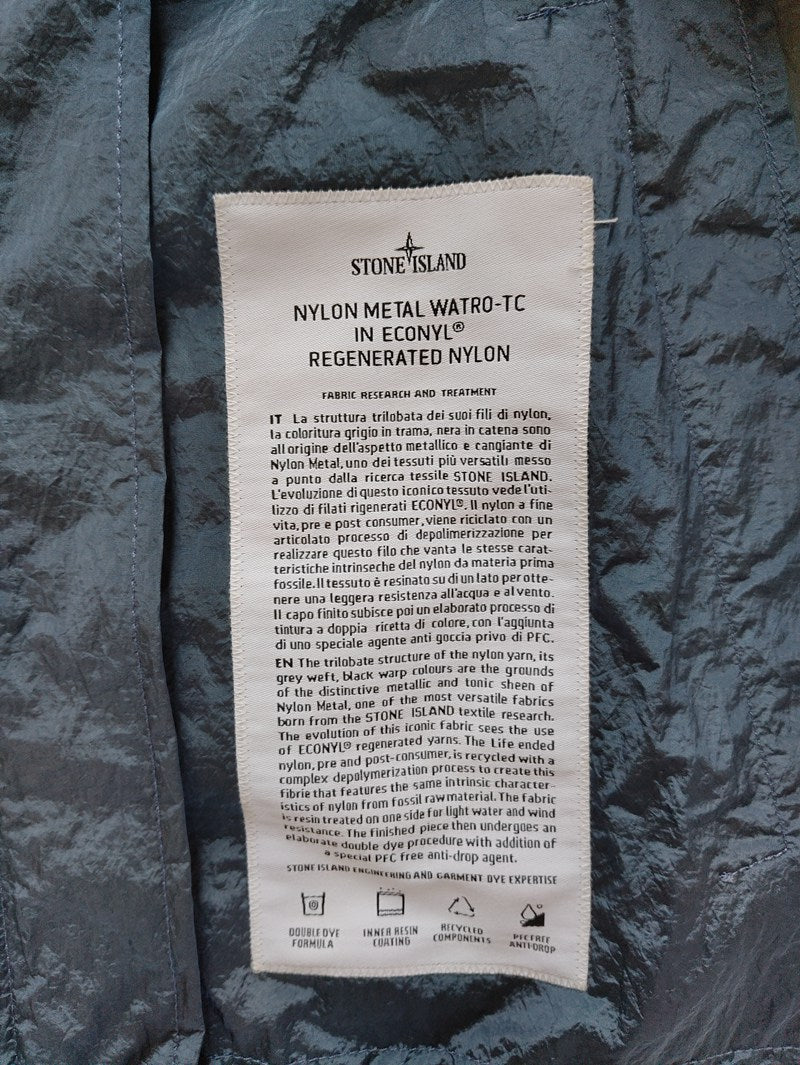 STONE ISLAND
NYLON METAL WATRO-TC
IN ECONYL®
REGENERATED NYLON
FABRIC RESEARCH AND TREATMENT
IT La struttura trilobata dei suoi fili di nylon,
la coloritura grigio in trama, nera in catena sono
all origine dell'aspetto metallico e cangiante di
Nylon Metal, uno dei tessuti più versatili messo
a punto dalla ricerca tessile STONE ISLAND.
L'evoluzione di questo iconico tessuto vede l'uti-
lizzo di filati rigenerati ECONYL®. Il nylon a fine
vita, pre e post consumer, viene riciclato con un
articolato processo di depolimerizzazione per
realizzare questo filo che vanta le stesse carat-
teristiche intrinseche del nylon da materia prima
fossile. Il tessuto è resinato su di un lato per otte-
nere una leggera resistenza all'acqua e al vento.
Il capo finito subisce poi un elaborato processo di
tintura a doppia ricetta di colore, con l'aggiunta
di uno speciale agente anti goccia privo di PFC.
EN The trilobate structure of the nylon yarn, its
grey weft, black warp colours are the grounds
of the distinctive metallic and tonic sheen of
Nylon Metal, one of the most versatile fabrics
born from the STONE ISLAND textile research.
The evolution of this iconic fabric sees the use
of ECONYL® regenerated yarns. The Life ended
nylon, pre and post-consumer, is recycled with a
complex depolymerization process to create this
fibrie that features the same intrinsic character-
istics of nylon from fossil raw material. The fabric
is resin treated on one side for light water and wind
resistance. The finished piece then undergoes an
elaborate double dye procedure with addition of
a special PFC free anti-drop agent.
STONE ISLAND ENGINEERING AND GARMENT DYE EXPERTISE
DOUBLE DYE
FORMULA
INNER RESIN
COATING
RECYCLED
COMPONENTS
PFC FREE
ANTI-DROP